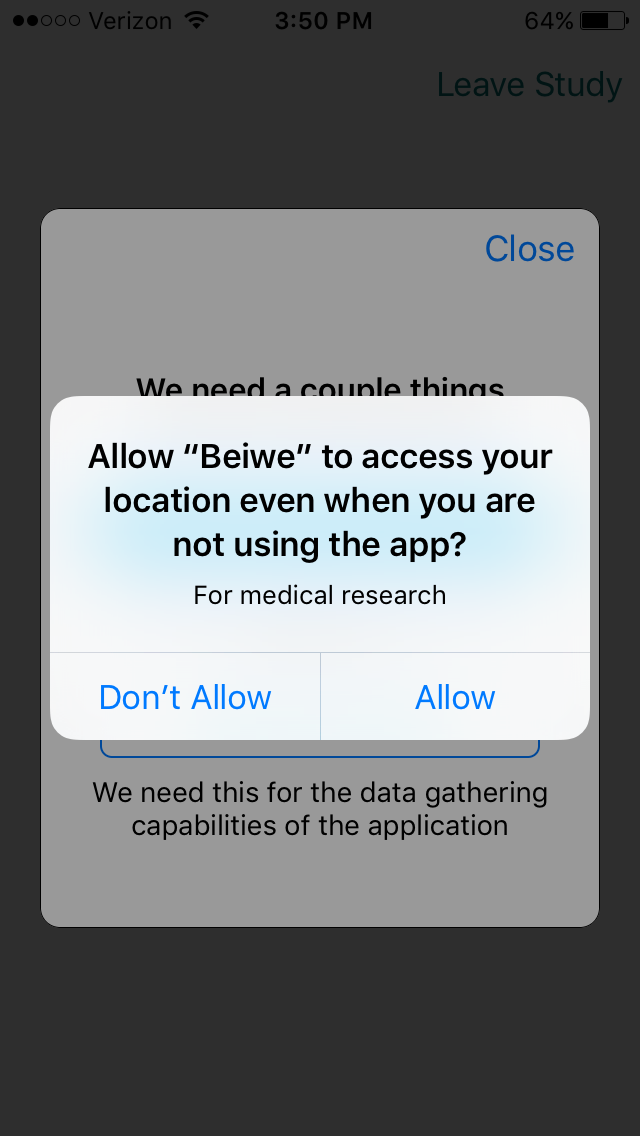 Verizon 3:50 PM 64%
Leave Study
Close
We need a couple things
Allow “Beiwe” to access your
location even when you are
not using the app?
For medical research
Don’t Allow Allow
We need this for the data gathering
capabilities of the application